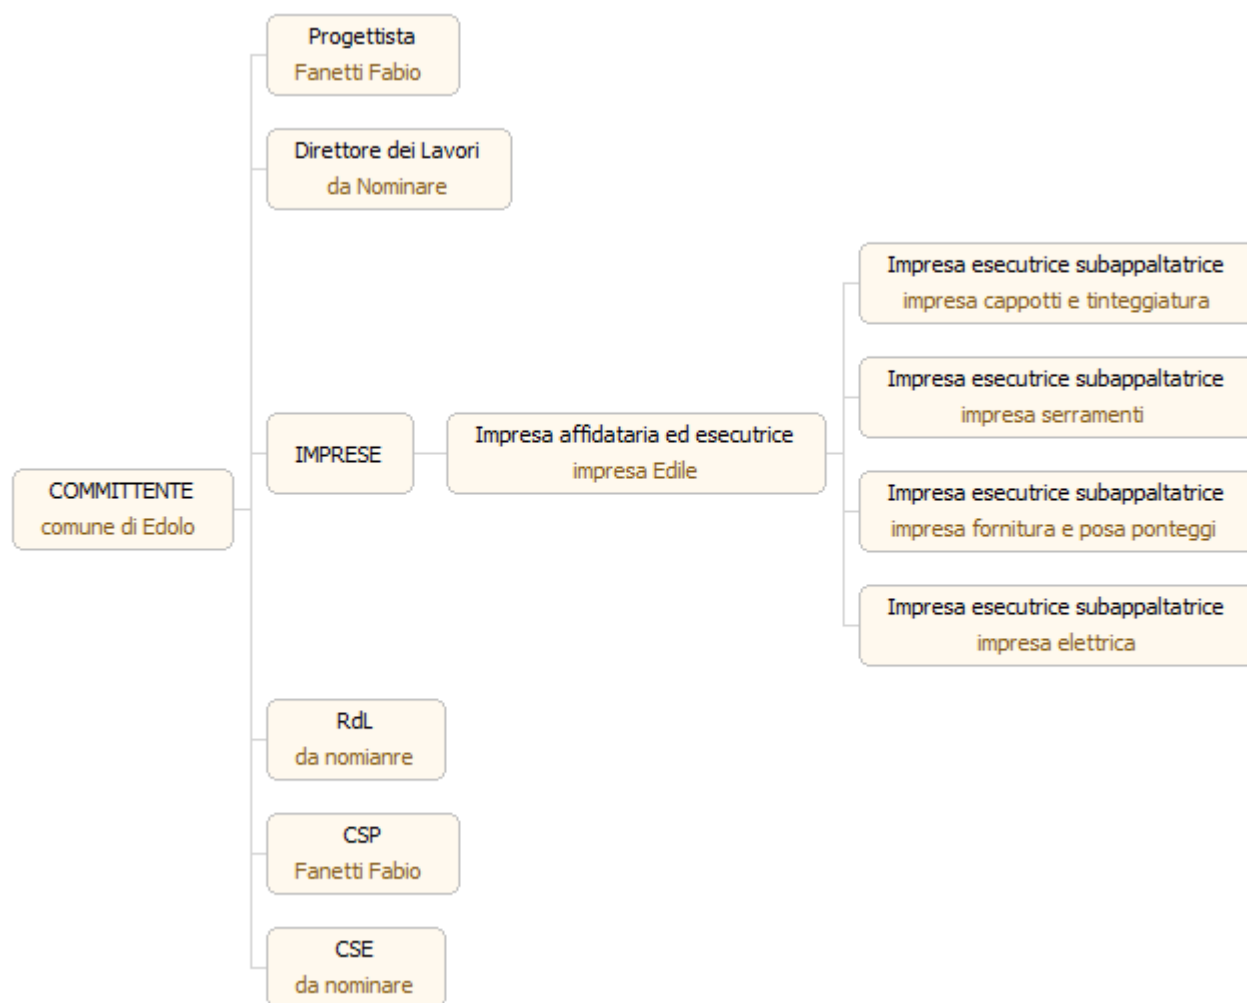 Progettista
Fanetti Fabio
Direttore dei Lavori
da Nominare
Impresa esecutrice subappaltatrice
impresa cappotti e tinteggiatura
Impresa esecutrice subappaltatrice
impresa serramenti
IMPRESE
Impresa affidataria ed esecutrice
impresa Edile
COMMITTENTE
comune di Edolo
Impresa esecutrice subappaltatrice
impresa fornitura e posa ponteggi
Impresa esecutrice subappaltatrice
impresa elettrica
RdL
da nomianre
CSP
Fanetti Fabio
CSE
da nominare